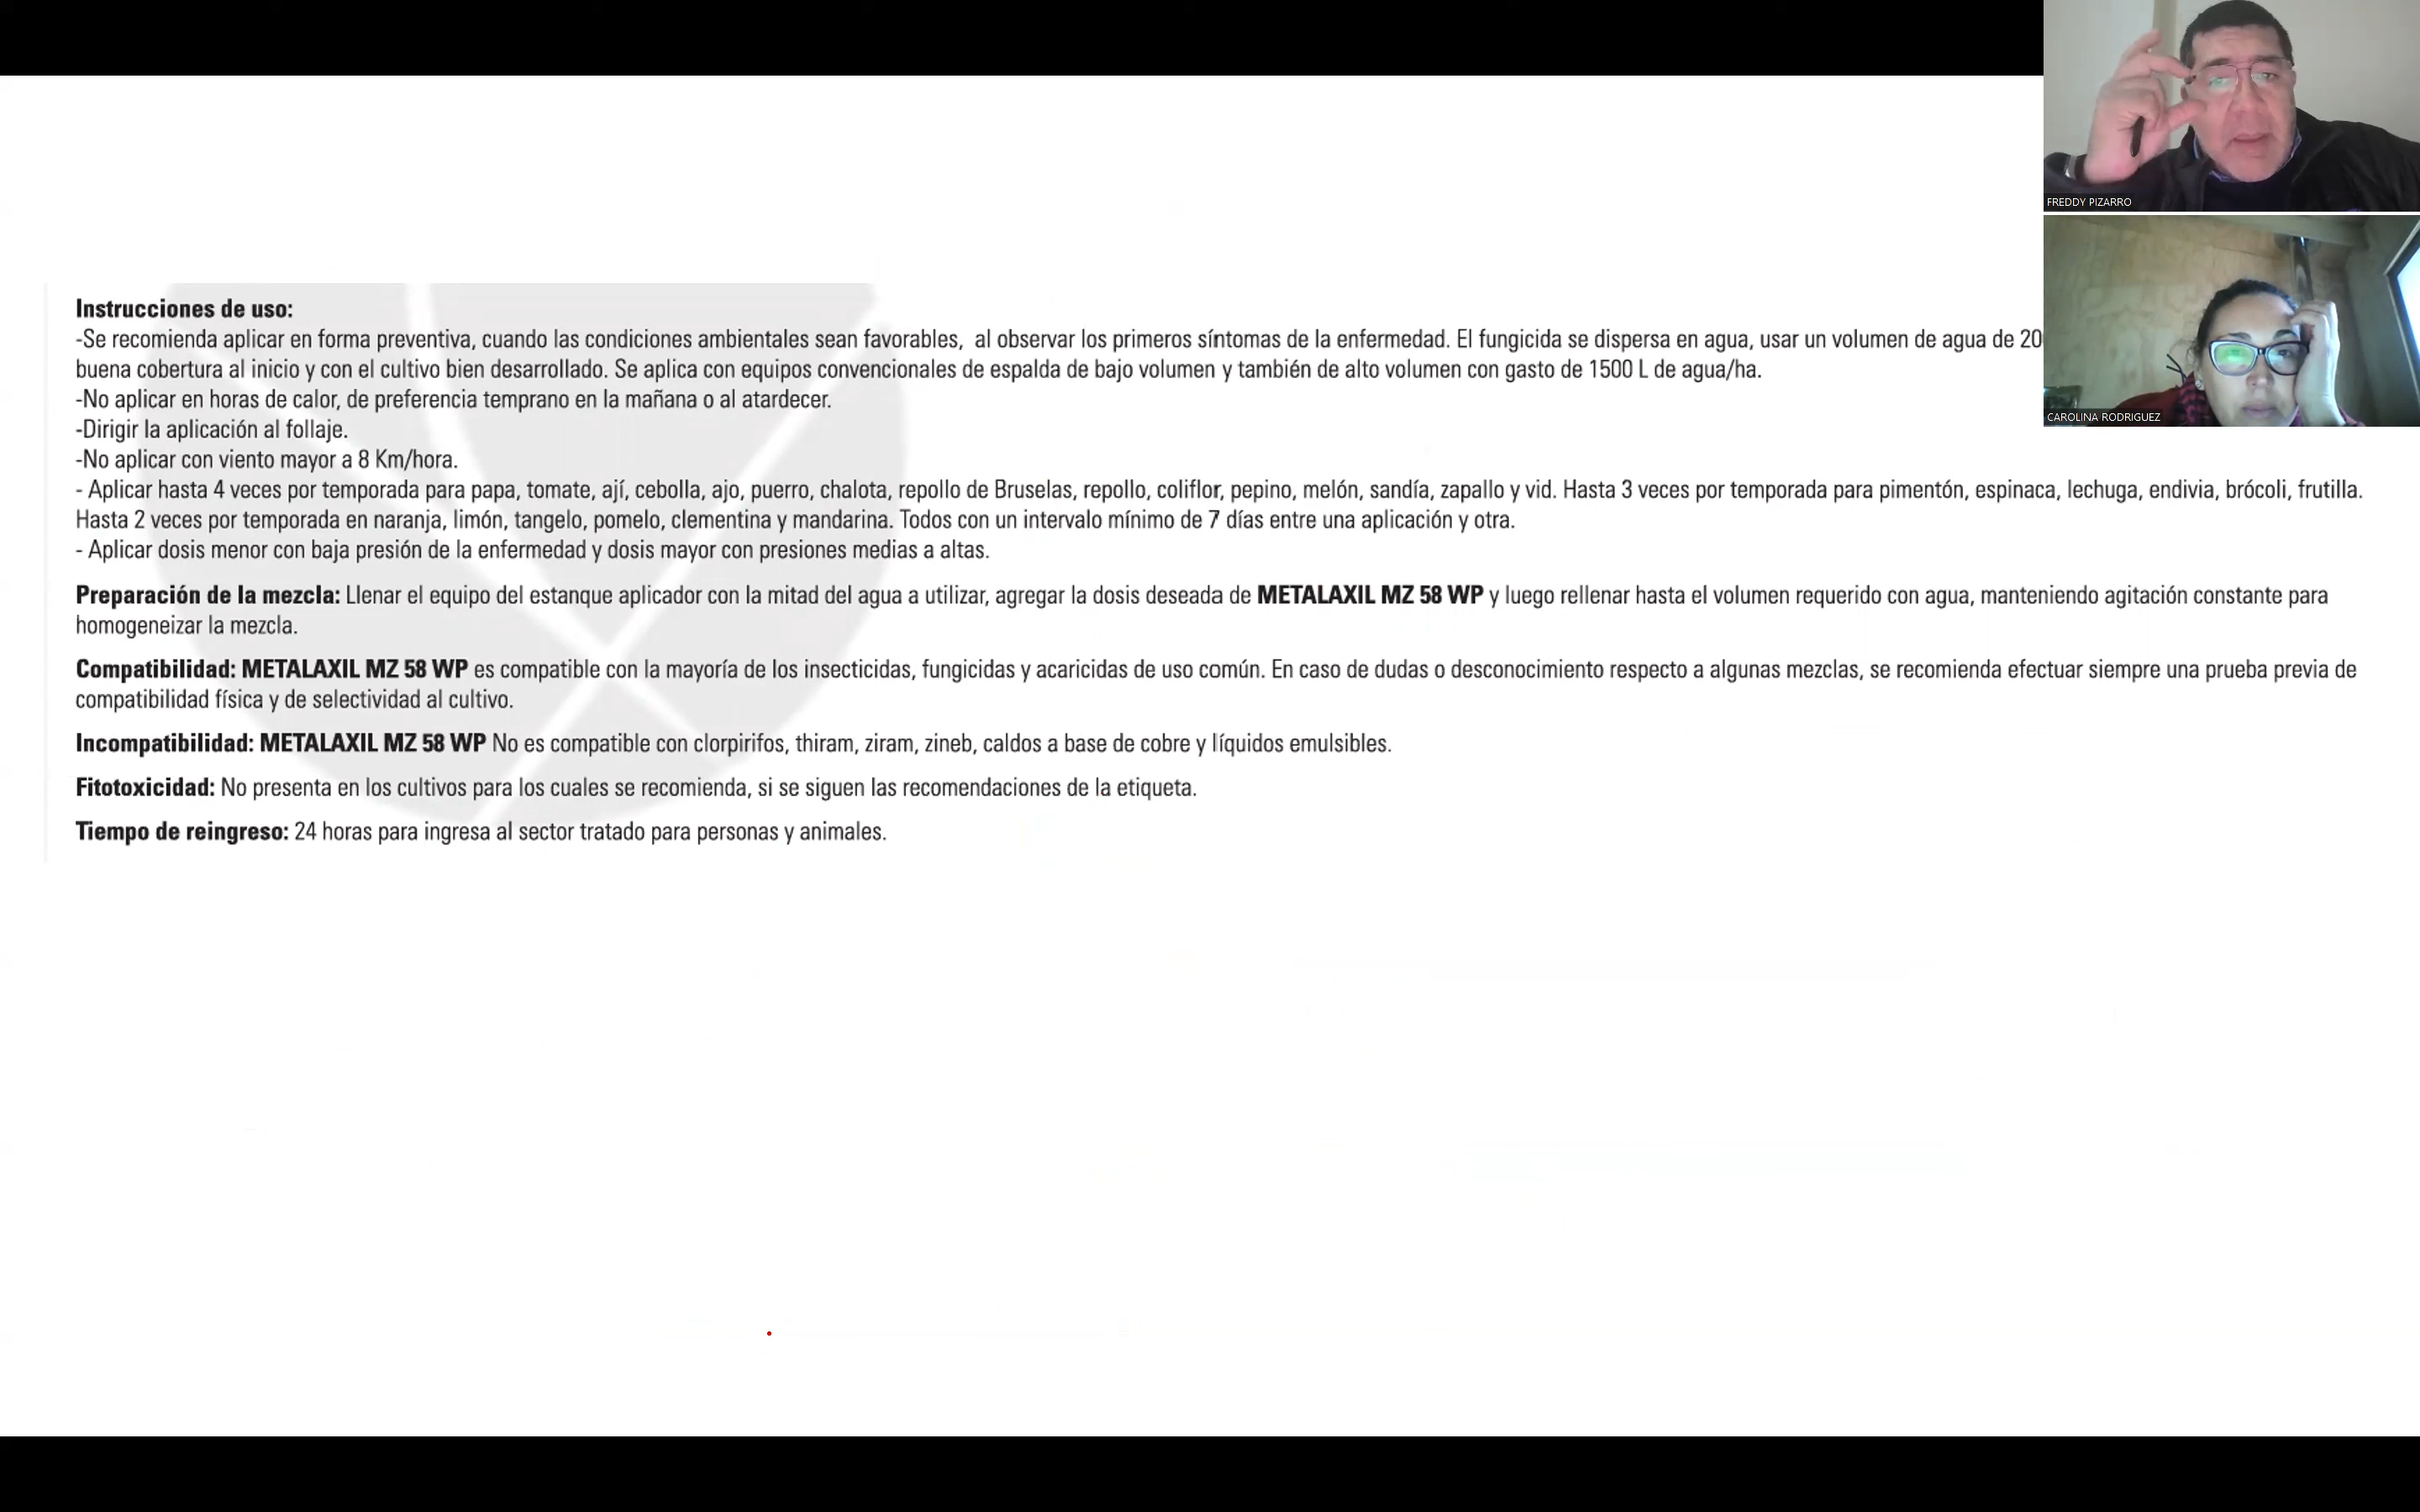 Instrucciones de uso:
-Se recomienda aplicar en forma preventiva, cuando las condiciones ambientales sean favorables, al observar los primeros síntomas de la enfermedad. El fungicida se dispersa en agua, usar un volumen de agua de 20
buena cobertura al inicio y con el cultivo bien desarrollado. Se aplica con equipos convencionales de espalda de bajo volumen y también de alto volumen con gasto de 1500 L de agua/ha.
-No aplicar en horas de calor, de preferencia temprano en la mañana o al atardecer.
-Dirigir la aplicación al follaje.
-No aplicar con viento mayor a 8 Km/hora.
- Aplicar hasta 4 veces por temporada para papa, tomate, ají, cebolla, ajo, puerro, chalota, repollo de Bruselas, repollo, coliflor, pepino, melón, sandía, zapallo y vid. Hasta 3 veces por temporada para pimentón, espinaca, lechuga, endivia, brócoli, frutilla.
Hasta 2 veces por temporada en naranja, limón, tangelo, pomelo, clementina y mandarina. Todos con un intervalo mínimo de 7 días entre una aplicación y otra.
- Aplicar dosis menor con baja presión de la enfermedad y dosis mayor con presiones medias a altas.
Preparación de la mezcla: Llenar el equipo del estanque aplicador con la mitad del agua a utilizar, agregar la dosis deseada de METALAXIL MZ 58 WP y luego rellenar hasta el volumen requerido con agua, manteniendo agitación constante para
homogeneizar la mezcla.
Compatibilidad: METALAXIL MZ 58 WP es compatible con la mayoría de los insecticidas, fungicidas y acaricidas de uso común. En caso de dudas o desconocimiento respecto a algunas mezclas, se recomienda efectuar siempre una prueba previa de
compatibilidad física y de selectividad al cultivo.
Incompatibilidad: METALAXIL MZ 58 WP No es compatible con clorpirifos, thiram, ziram, zineb, caldos a base de cobre y líquidos emulsibles.
Fitotoxicidad: No presenta en los cultivos para los cuales se recomienda, si se siguen las recomendaciones de la etiqueta.
Tiempo de reingreso: 24 horas para ingresa al sector tratado para personas y animales.
FREDDY PIZARRO
CAROLINA RODRIGUEZ